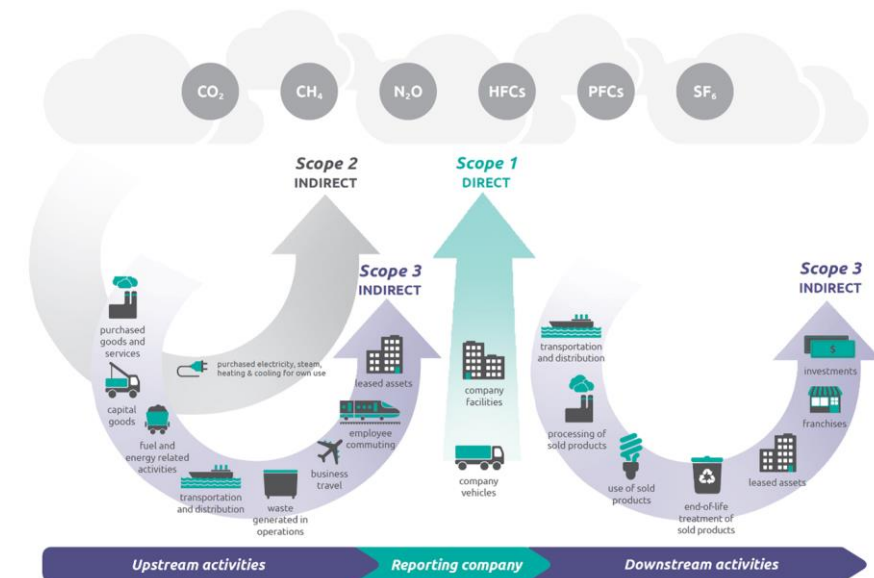 CO₂ CH₄ N₂O HFCs PFCs SF₆
Scope 2
INDIRECT
Scope 1
DIRECT
Scope 3
INDIRECT
Scope 3
INDIRECT
purchased
goods and
services
capital
goods
fuel and
energy related
activities
purchased electricity, steam,
heating & cooling for own use
transportation
and distribution
waste
generated in
operations
business
travel
employee
commuting
leased assets
company
facilities
company
vehicles
transportation
and distribution
processing of
sold products
use of sold
products
end-of-life
treatment of
sold products
leased assets
franchises
$
investments
Upstream activities
Reporting company
Downstream activities